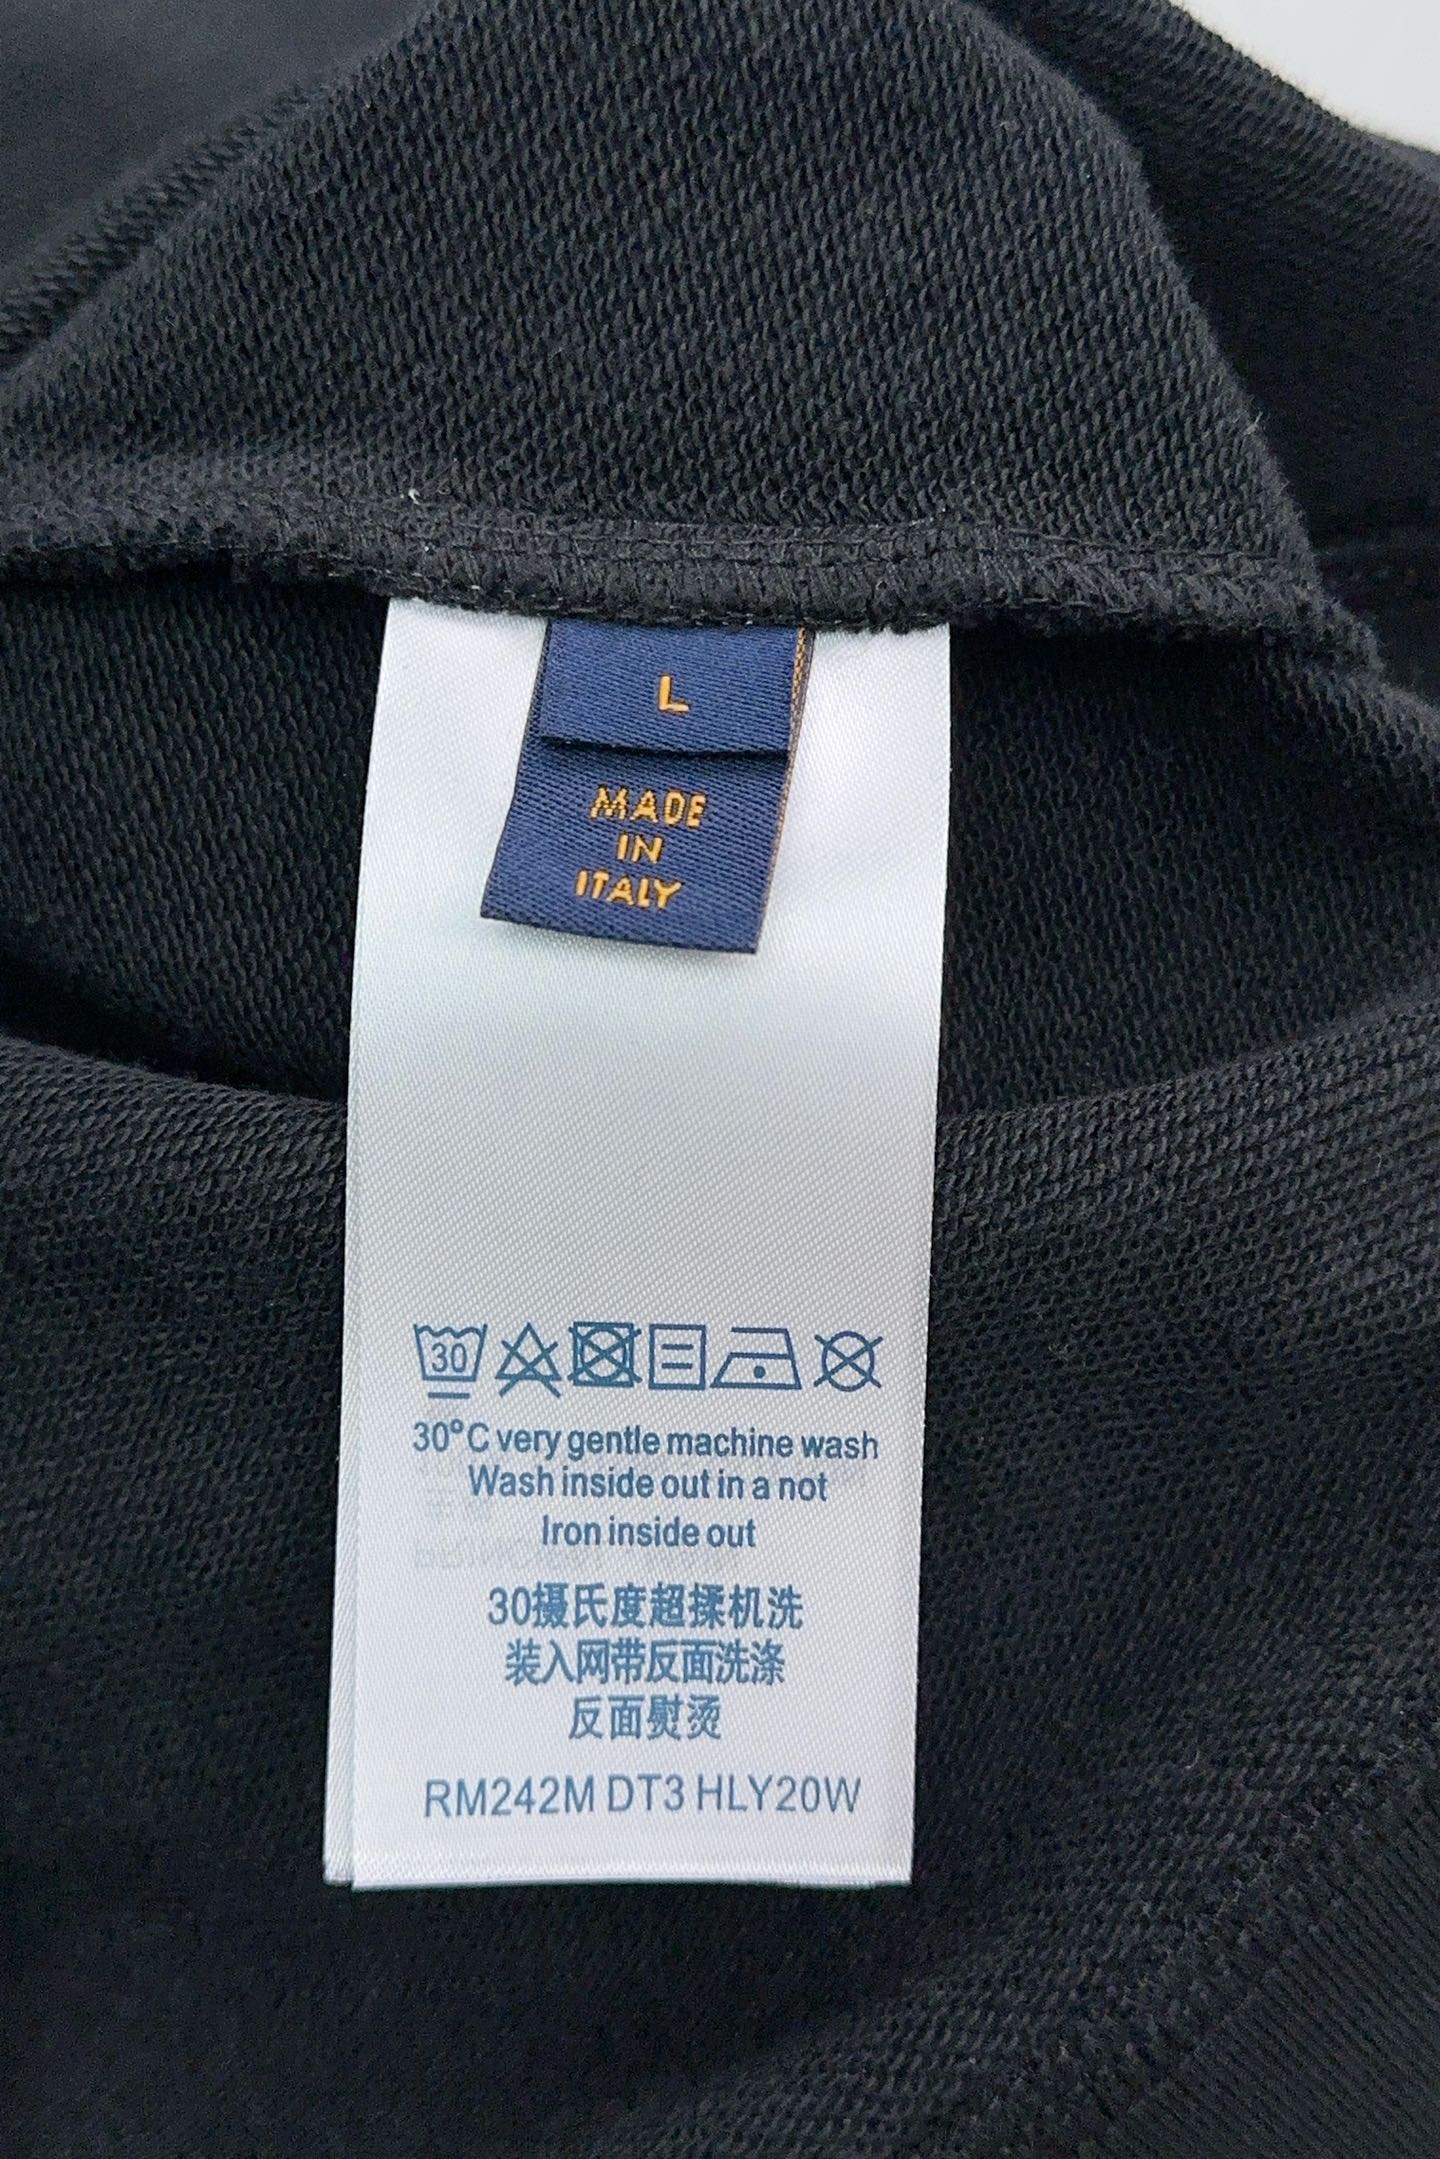 L
MADE
IN
ITALY
30
30°C very gentle machine wash
Wash inside out in a not
Iron inside out
30摄氏度超揉机洗
装入网带反面洗涤
反面熨烫
RM242M DT3 HLY20W